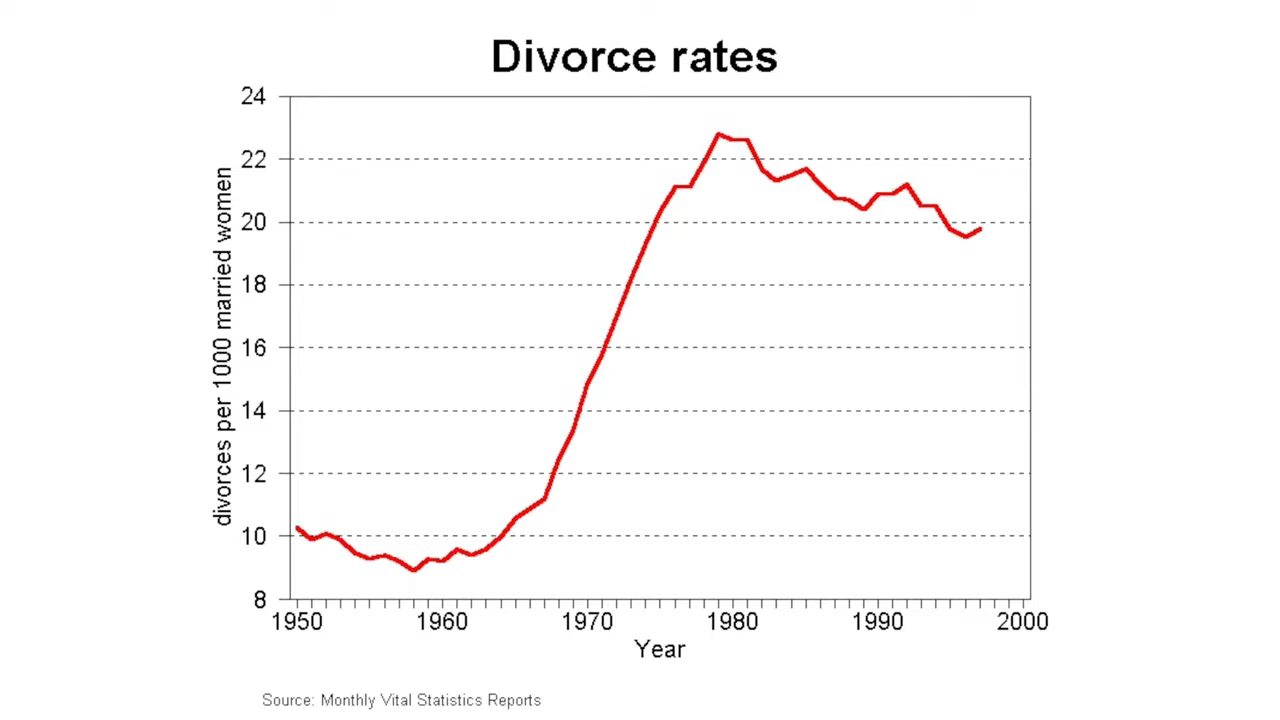 Divorce rates
24
22
20
18
16
14
12
10
8
divorces per 1000 married women
1950 1960 1970 1980 1990 2000
Year
Source: Monthly Vital Statistics Reports